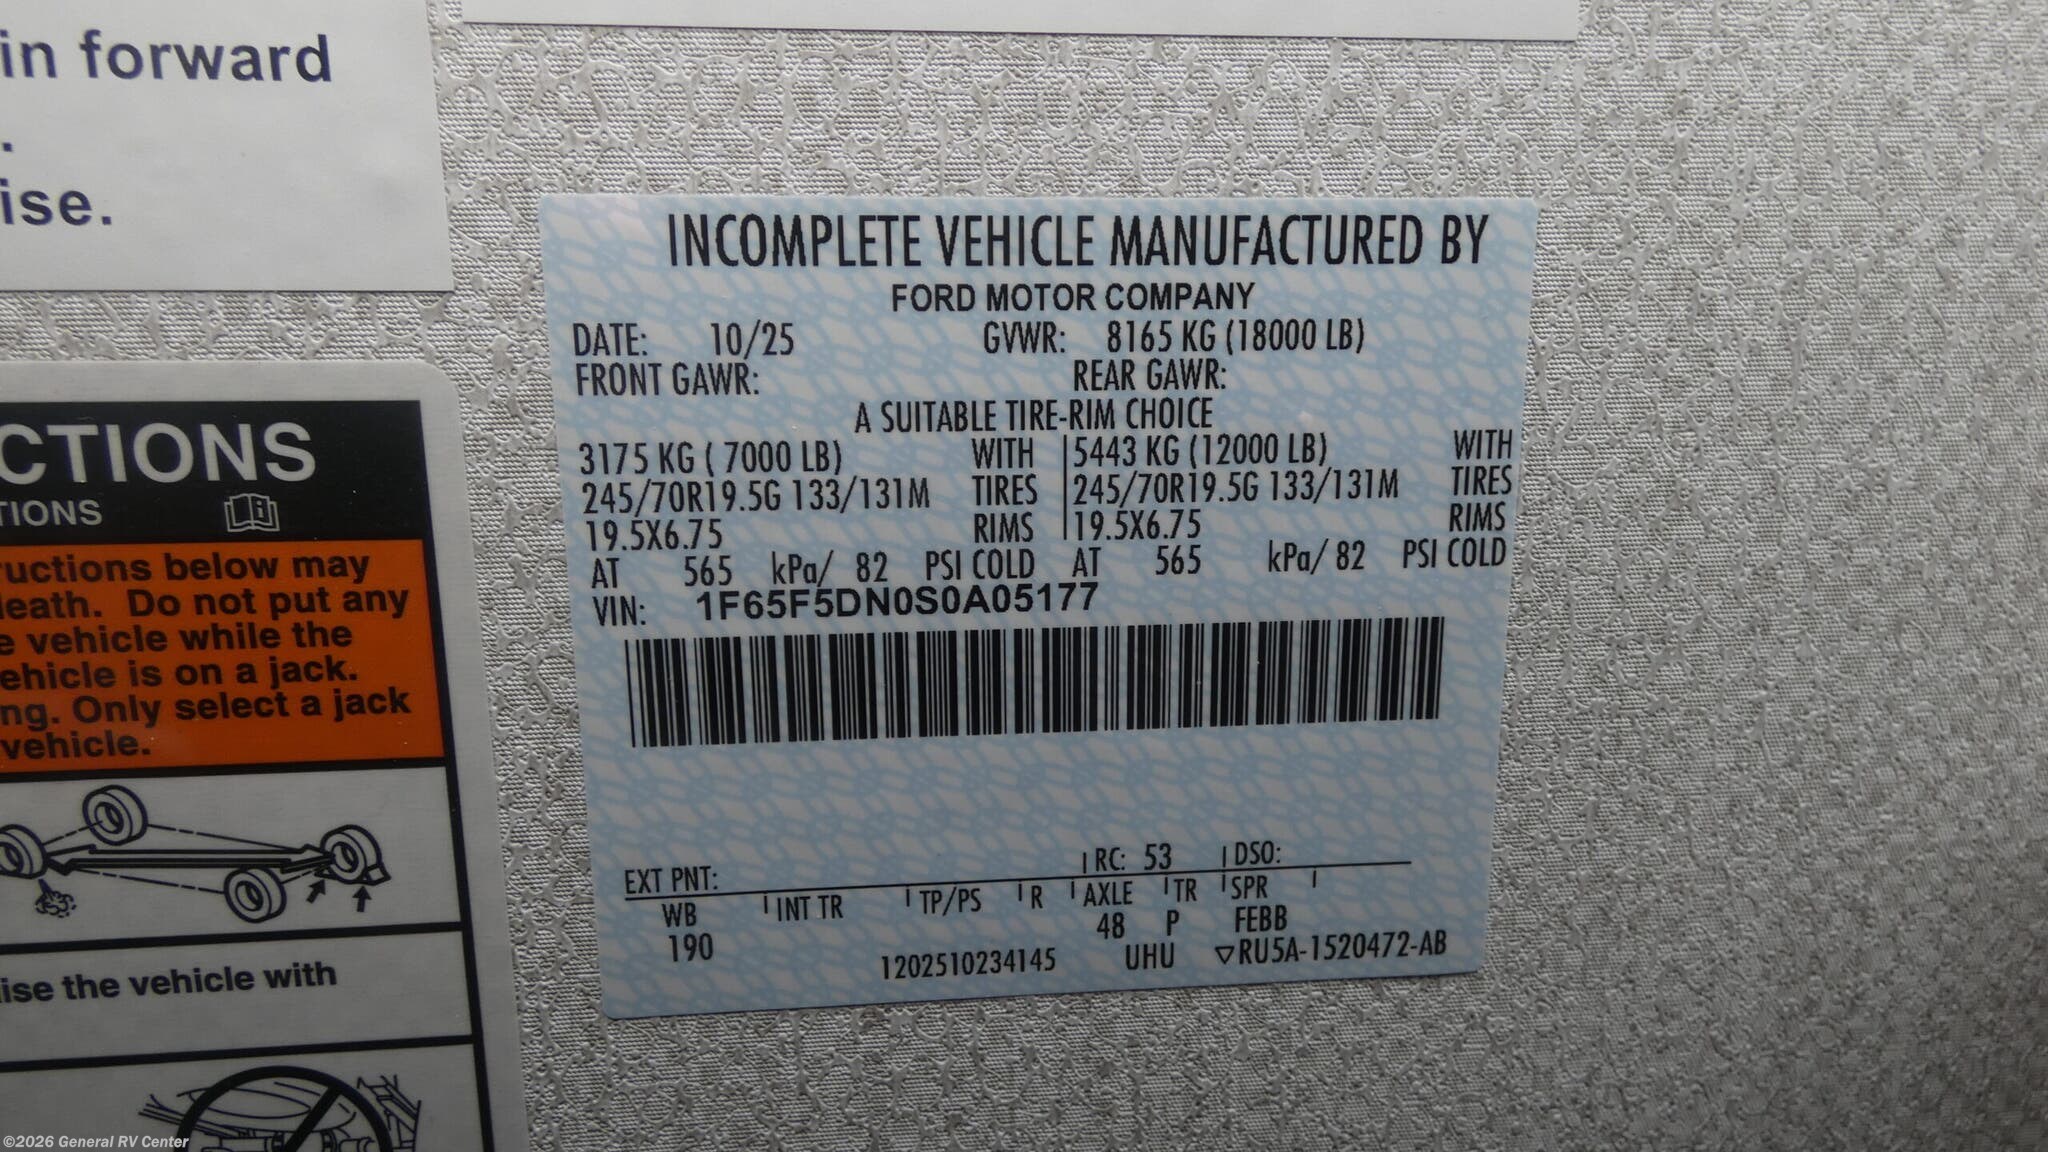 in forward
.
ise.
CTIONS
TIONS
ructions below may
death. Do not put any
e vehicle while the
ehicle is on a jack.
ng. Only select a jack
vehicle.
ise the vehicle with
INCOMPLETE VEHICLE MANUFACTURED BY
FORD MOTOR COMPANY
DATE: 10/25 GVWR: 8165 KG (18000 LB)
FRONT GAWR: REAR GAWR:
A SUITABLE TIRE-RIM CHOICE
3175 KG ( 7000 LB) WITH 5443 KG (12000 LB) WITH
245/70R19.5G 133/131M TIRES 245/70R19.5G 133/131M TIRES
19.5X6.75 RIMS 19.5X6.75 RIMS
AT 565 kPa/ 82 PSI COLD AT 565 kPa/ 82 PSI COLD
VIN: 1F65F5DN0S0A05177
EXT PNT: RC: 53 DSO:
WB INT TR TP/PS R AXLE TR SPR
190 48 P FEBB
1202510234145 UHU ▽RU5A-1520472-AB
©2026 General RV Center